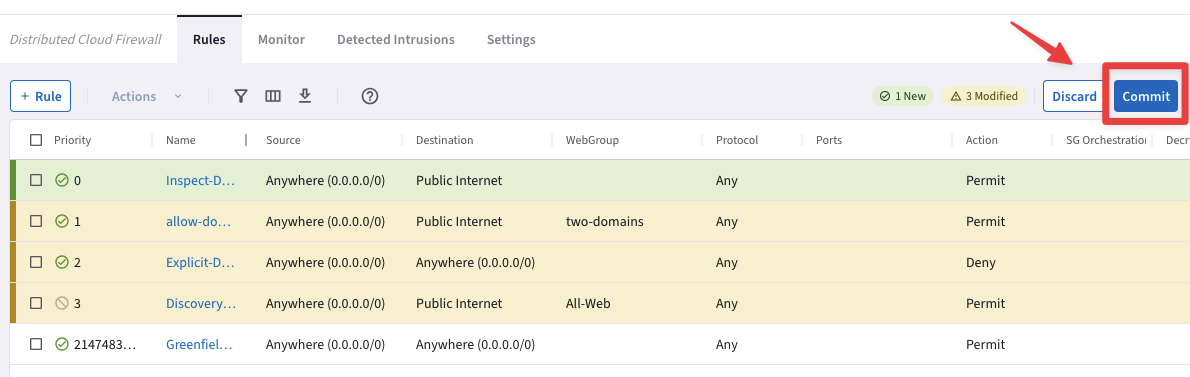 Distributed Cloud Firewall Rules Monitor Detected Intrusions Settings
+ Rule Actions 1 New 3 Modified Discard Commit
Priority Name Source Destination WebGroup Protocol Ports Action SG Orchestration Decr
0 Inspect-D... Anywhere (0.0.0.0/0) Public Internet Any Permit
1 allow-do... Anywhere (0.0.0.0/0) Public Internet two-domains Any Permit
2 Explicit-D... Anywhere (0.0.0.0/0) Anywhere (0.0.0.0/0) Any Deny
3 Discovery... Anywhere (0.0.0.0/0) Public Internet All-Web Any Permit
2147483... Greenfiel... Anywhere (0.0.0.0/0) Anywhere (0.0.0.0/0) Any Permit